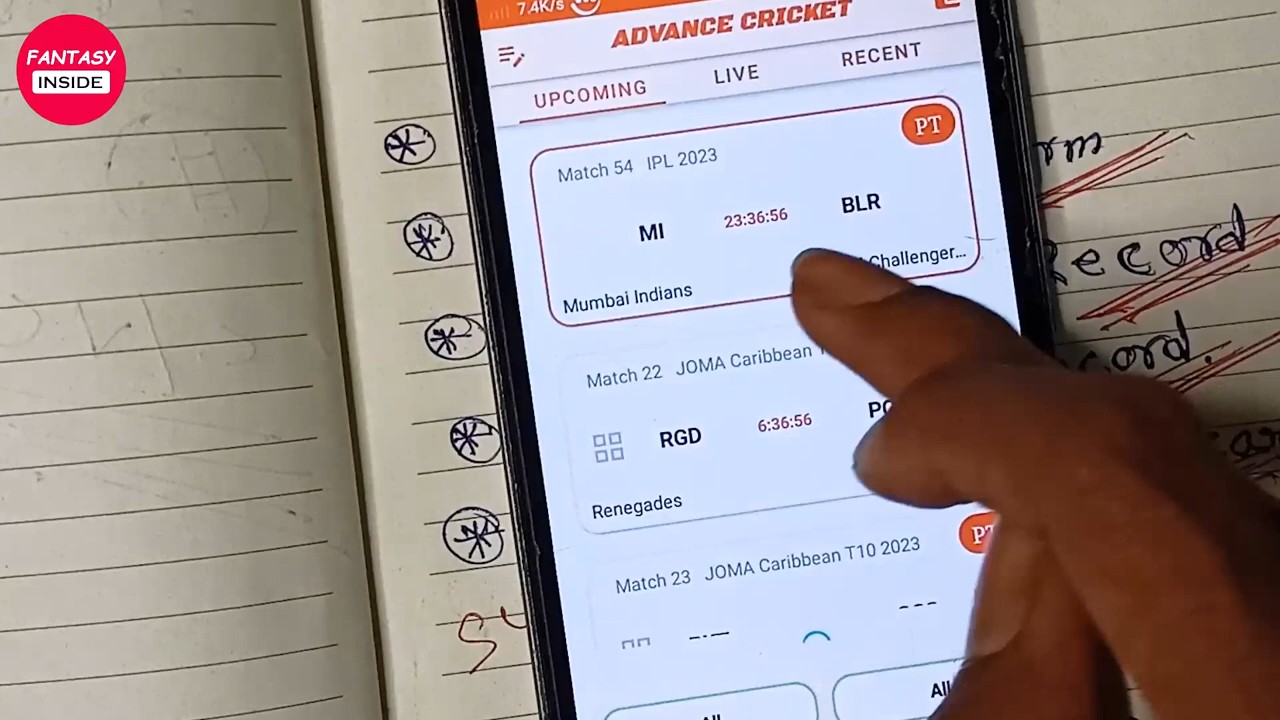 FANTASY
INSIDE
7.4K/s
ADVANCE CRICKET
UPCOMING LIVE RECENT
PT
Match 54 IPL 2023
MI 23:36:56 BLR
Mumbai Indians Challenger...
Match 22 JOMA Caribbean
RGD 6:36:56
Renegades
Match 23 JOMA Caribbean T10 2023
PT
All
All
Record